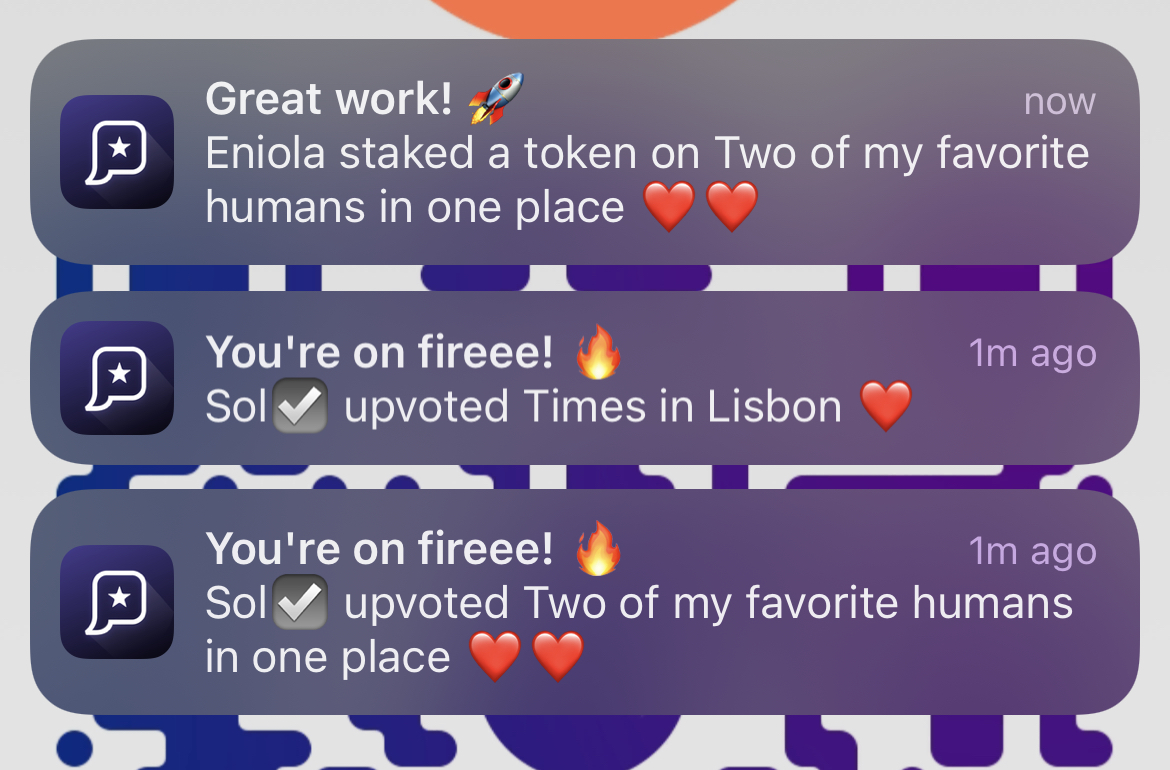 Great work! 🚀
now
Eniola staked a token on Two of my favorite
humans in one place ❤️❤️
You're on fireee! 🔥
1m ago
Sol☑️ upvoted Times in Lisbon ❤️
You're on fireee! 🔥
1m ago
Sol☑️ upvoted Two of my favorite humans
in one place ❤️❤️